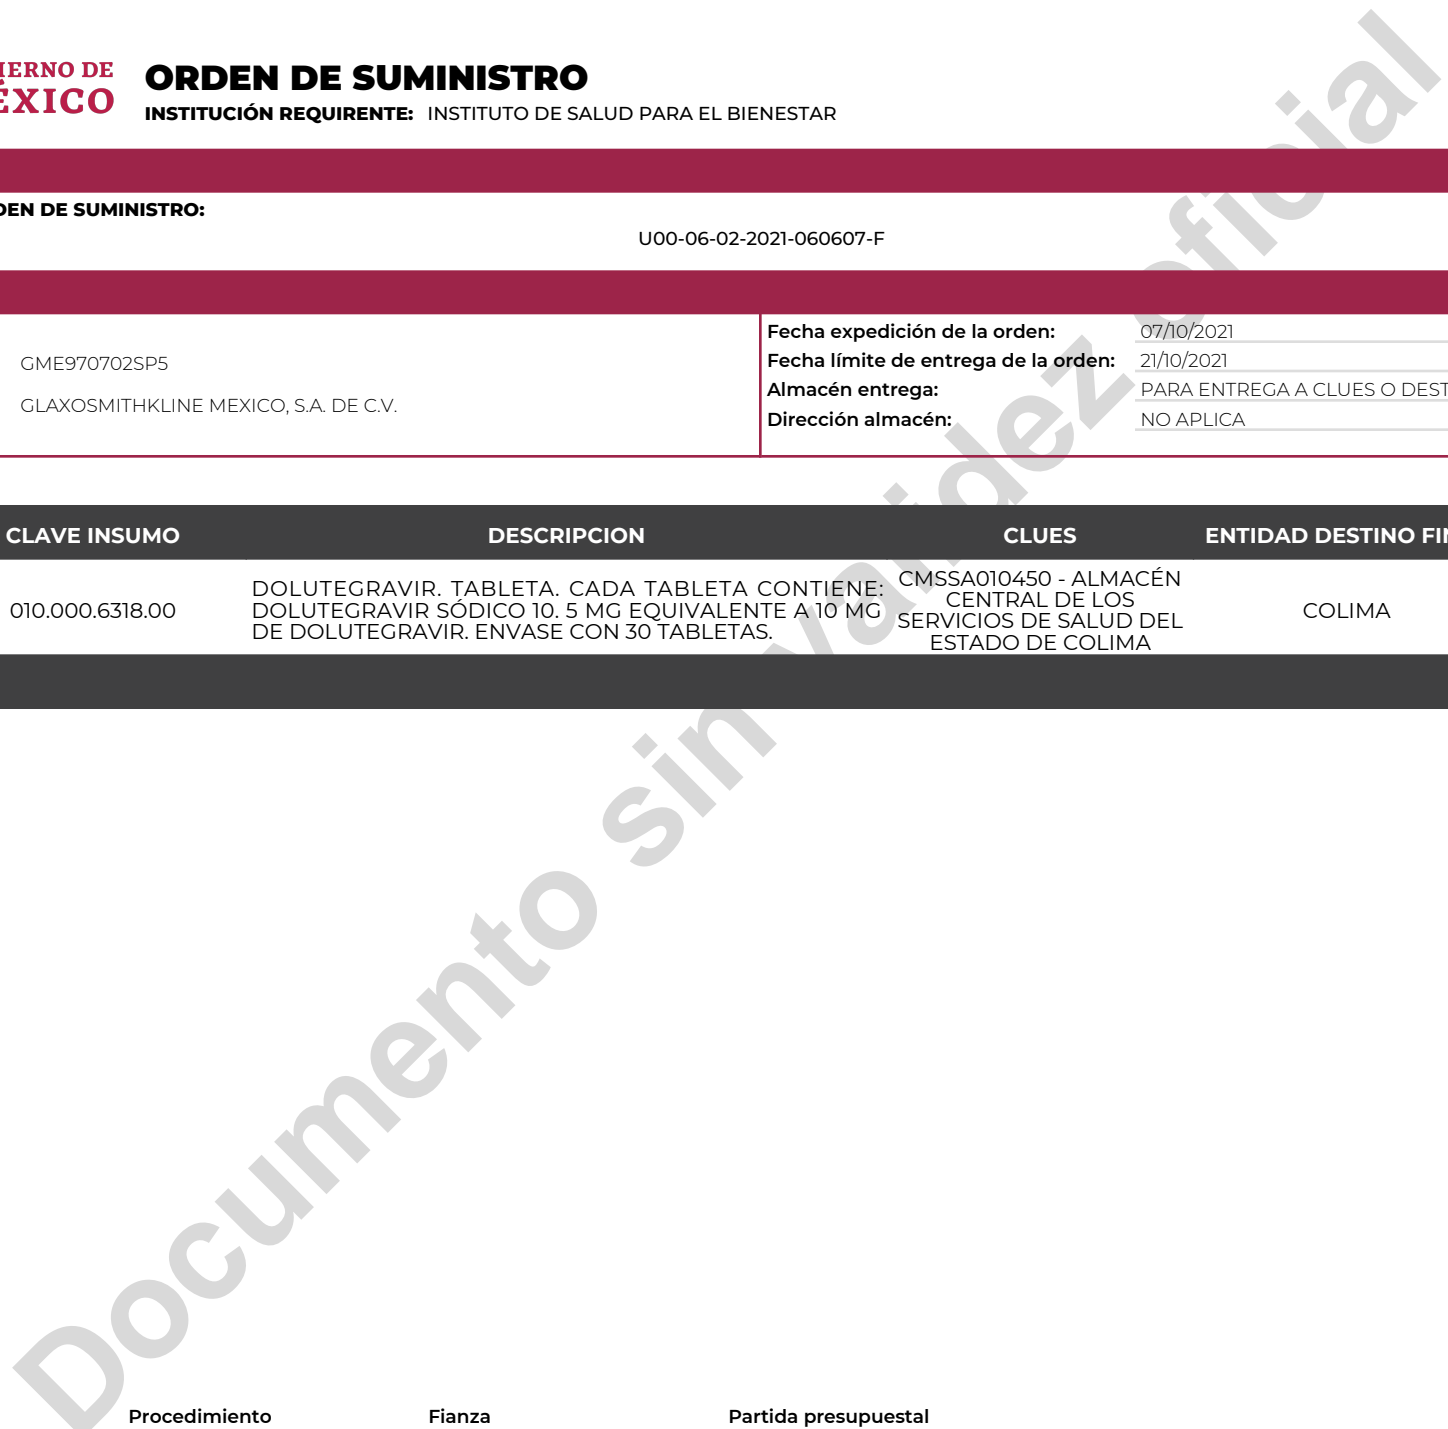 IERNO DE
ÉXICO
ORDEN DE SUMINISTRO
INSTITUCIÓN REQUIRENTE: INSTITUTO DE SALUD PARA EL BIENESTAR
DEN DE SUMINISTRO:
U00-06-02-2021-060607-F
GME970702SP5
GLAXOSMITHKLINE MEXICO, S.A. DE C.V.
Fecha expedición de la orden: 07/10/2021
Fecha límite de entrega de la orden: 21/10/2021
Almacén entrega: PARA ENTREGA A CLUES O DEST
Dirección almacén: NO APLICA
CLAVE INSUMO DESCRIPCION CLUES ENTIDAD DESTINO FIN
010.000.6318.00
DOLUTEGRAVIR. TABLETA. CADA TABLETA CONTIENE:
DOLUTEGRAVIR SÓDICO 10. 5 MG EQUIVALENTE A 10 MG
DE DOLUTEGRAVIR. ENVASE CON 30 TABLETAS.
CMSSA010450 - ALMACÉN
CENTRAL DE LOS
SERVICIOS DE SALUD DEL
ESTADO DE COLIMA
COLIMA
Documento sin validez oficial
Procedimiento Fianza Partida presupuestal